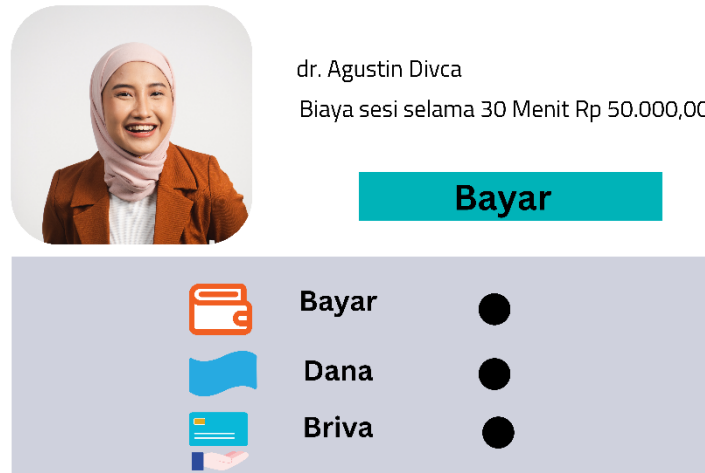 dr. Agustin Divca
Biaya sesi selama 30 Menit Rp 50.000,00
Bayar
Bayar
Dana
Briva